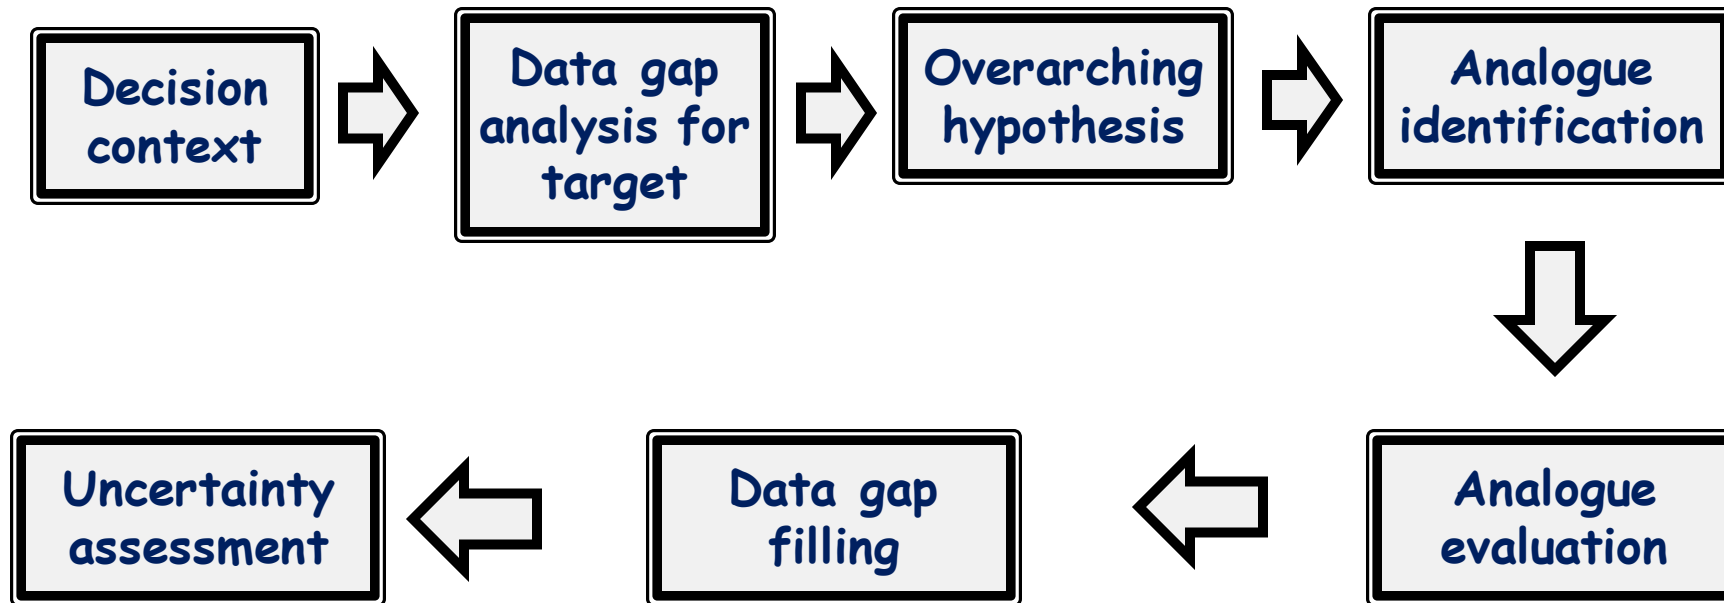 Decision
context
Data gap
analysis for
target
Overarching
hypothesis
Analogue
identification
Analogue
evaluation
Data gap
filling
Uncertainty
assessment